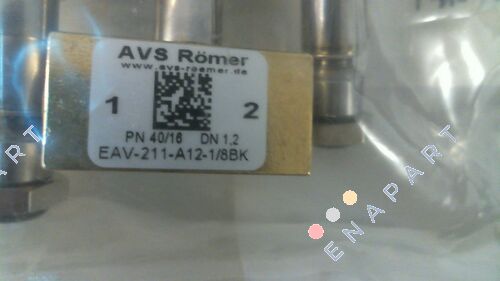 AVS Römer
www.avs-roemer.de
1 2
PN 40/16 DN 1,2
EAV-211-A12-1/8BK
ENAPART
ENAPART